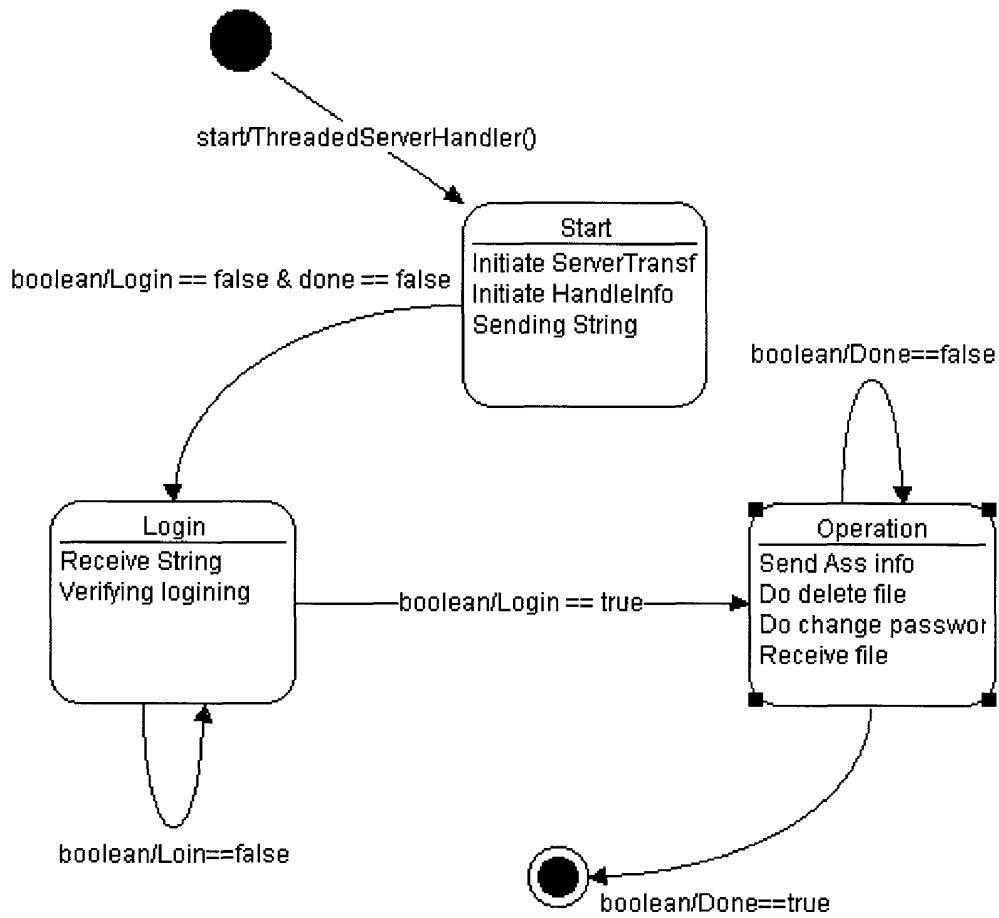 start/ThreadedServerHandler()
Start
Initiate ServerTransf
Initiate HandleInfo
Sending String
boolean/Login == false & done == false
boolean/Done==false
Login
Receive String
Verifying logining
boolean/Login == true
Operation
Send Ass info
Do delete file
Do change passwor
Receive file
boolean/Loin==false
boolean/Done==true